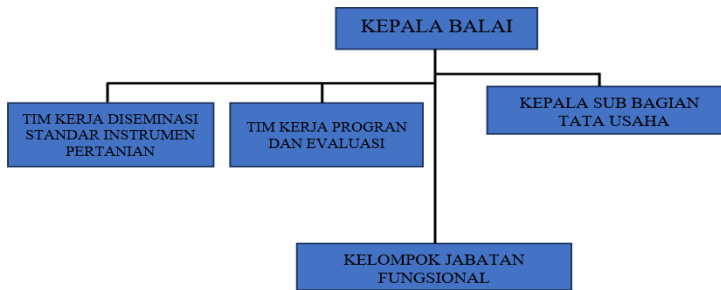 KEPALA BALAI
TIM KERJA DISEMINASI
STANDAR INSTRUMEN
PERTANIAN
TIM KERJA PROGRAN
DAN EVALUASI
KEPALA SUB BAGIAN
TATA USAHA
KELOMPOK JABATAN
FUNGSIONAL